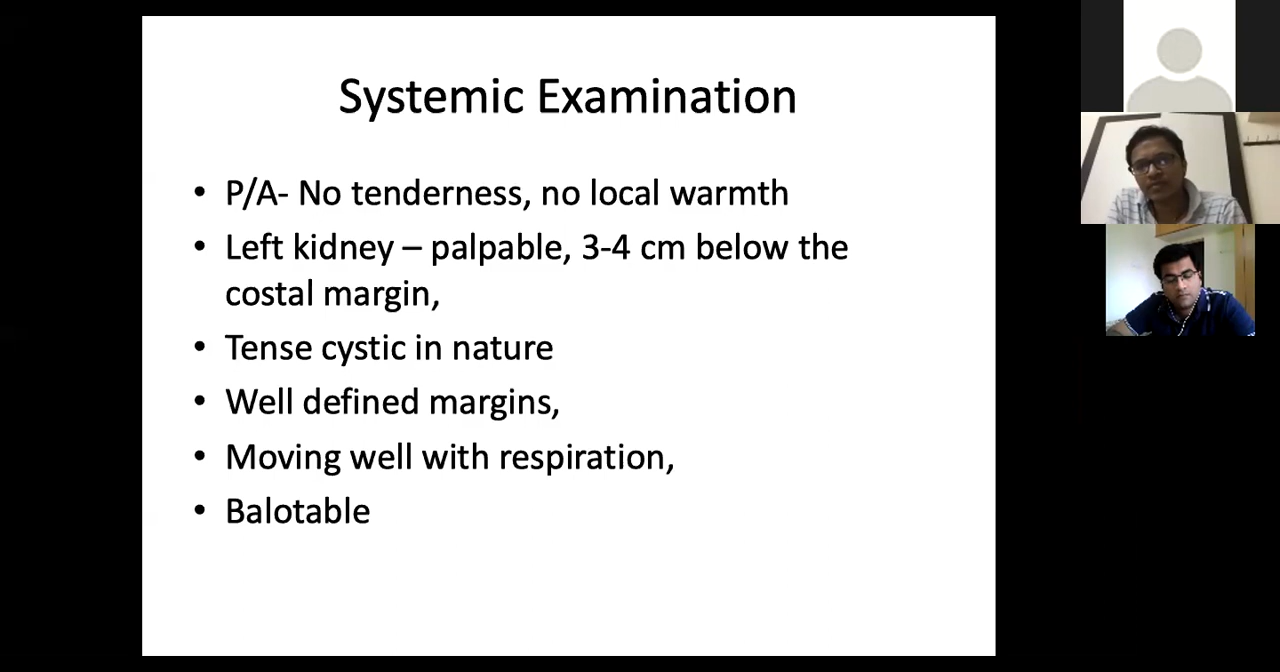 Systemic Examination
• P/A- No tenderness, no local warmth
• Left kidney – palpable, 3-4 cm below the
costal margin,
• Tense cystic in nature
• Well defined margins,
• Moving well with respiration,
• Balotable